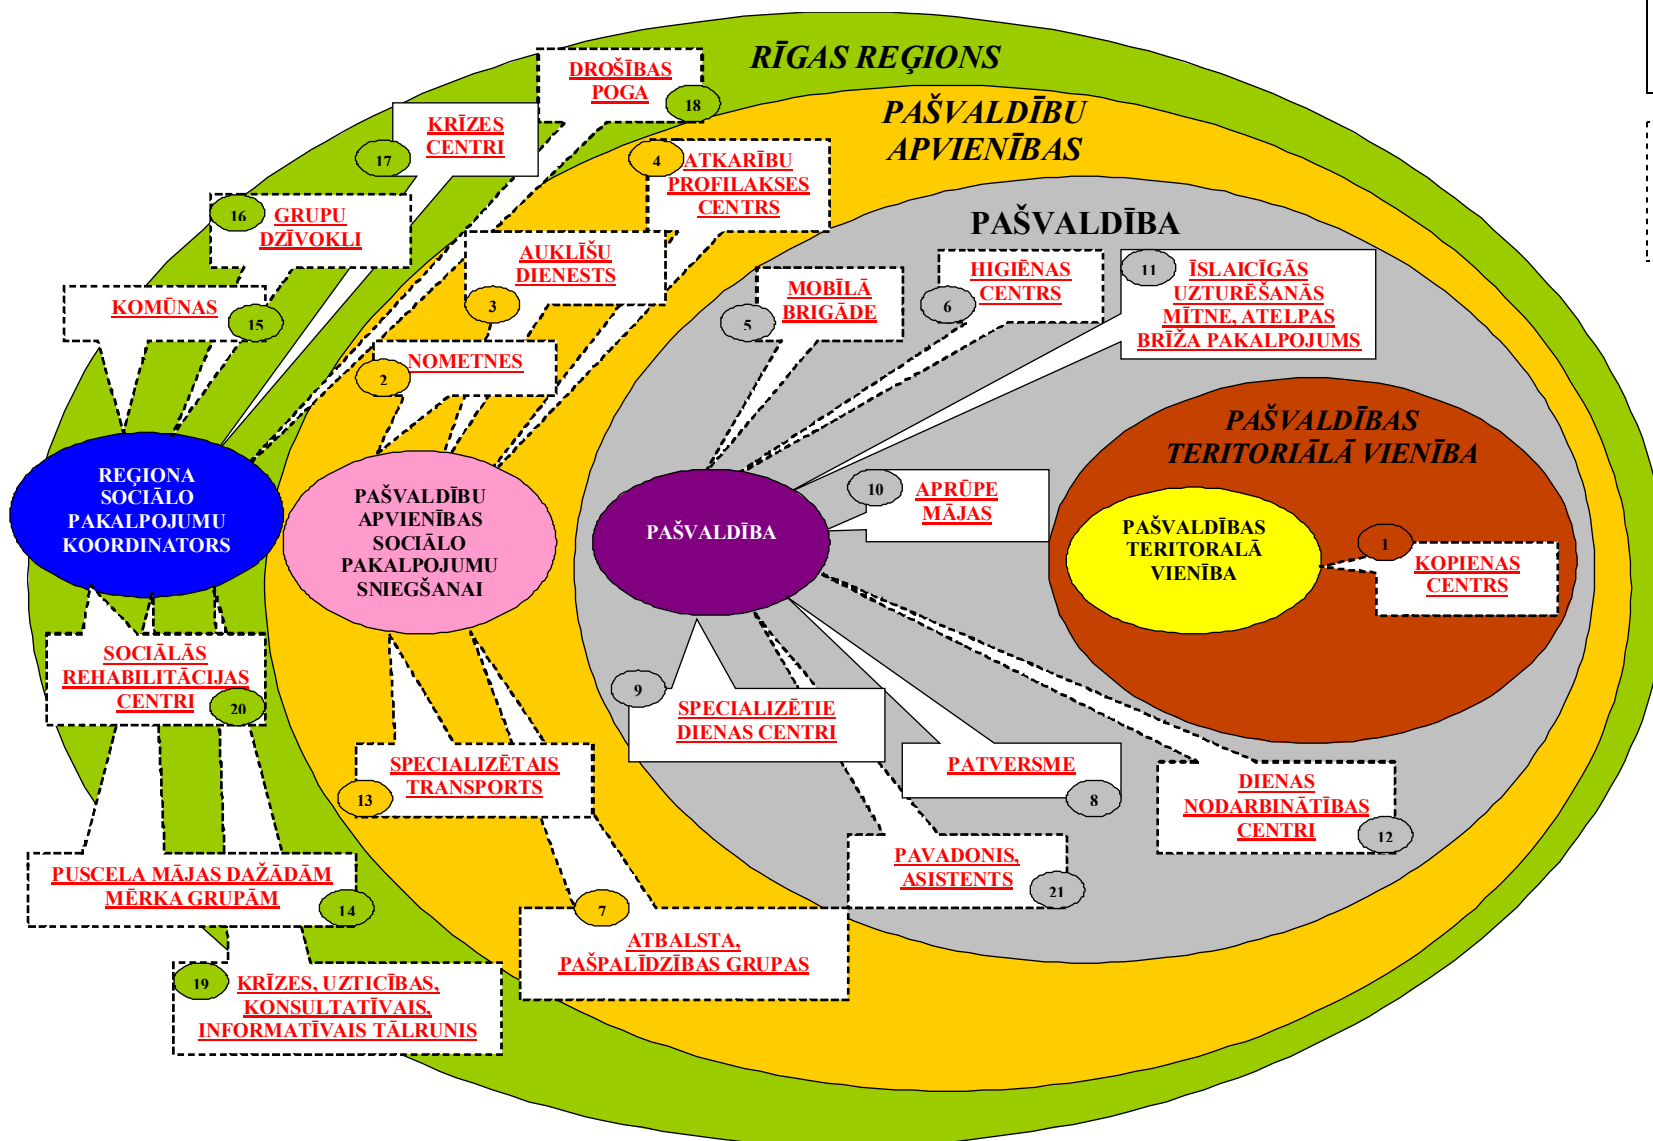 RĪGAS REĢIONS
PAŠVALDĪBU
APVIENĪBAS
PAŠVALDĪBA
PAŠVALDĪBAS
TERITORIĀLĀ VIENĪBA
DROŠĪBAS
POGA
18
KRĪZES
CENTRI
17
4
ATKARĪBU
PROFILAKSES
CENTRS
16
GRUPU
DZĪVOKLI
AUKLĪŠU
DIENESTS
3
KOMŪNAS
15
NOMETNES
2
MOBĪLĀ
BRIGĀDE
5
HIGIĒNAS
CENTRS
6
11
ĪSLAICĪGĀS
UZTURĒŠANĀS
MĪTNE, ATELPAS
BRĪŽA PAKALPOJUMS
REĢIONA
SOCIĀLO
PAKALPOJUMU
KOORDINATORS
PAŠVALDĪBU
APVIENĪBAS
SOCIĀLO
PAKALPOJUMU
SNIEGŠANAI
PAŠVALDĪBA
10
APRŪPE
MĀJAS
PAŠVALDĪBAS
TERITORALĀ
VIENĪBA
1
KOPIENAS
CENTRS
SOCIĀLĀS
REHABILITĀCIJAS
CENTRI
20
9
SPECIALIZĒTIE
DIENAS CENTRI
SPECIALIZĒTAIS
TRANSPORTS
13
PATVERSME
8
DIENAS
NODARBINĀTĪBAS
CENTRI
12
PUSCELA MĀJAS DAŽĀDĀM
MĒRKA GRUPĀM
14
PAVADONIS,
ASISTENTS
21
7
ATBALSTA,
PAŠPALĪDZĪBAS GRUPAS
19
KRĪZES, UZTICĪBAS,
KONSULTATĪVAIS,
INFORMATĪVAIS TĀLRUNIS